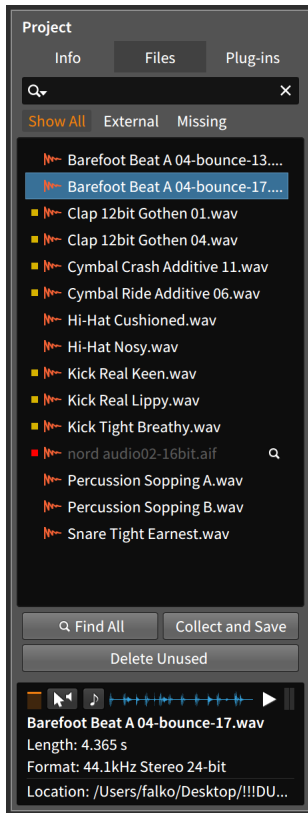 Project
Info Files Plug-ins
Show All External Missing
Barefoot Beat A 04-bounce-13....
Barefoot Beat A 04-bounce-17....
Clap 12bit Gothen 01.wav
Clap 12bit Gothen 04.wav
Cymbal Crash Additive 11.wav
Cymbal Ride Additive 06.wav
Hi-Hat Cushioned.wav
Hi-Hat Nosy.wav
Kick Real Keen.wav
Kick Real Lippy.wav
Kick Tight Breathy.wav
nord audio02-16bit.aif
Percussion Sopping A.wav
Percussion Sopping B.wav
Snare Tight Earnest.wav
Find All Collect and Save
Delete Unused
Barefoot Beat A 04-bounce-17.wav
Length: 4.365 s
Format: 44.1kHz Stereo 24-bit
Location: /Users/falko/Desktop/!!!DU...